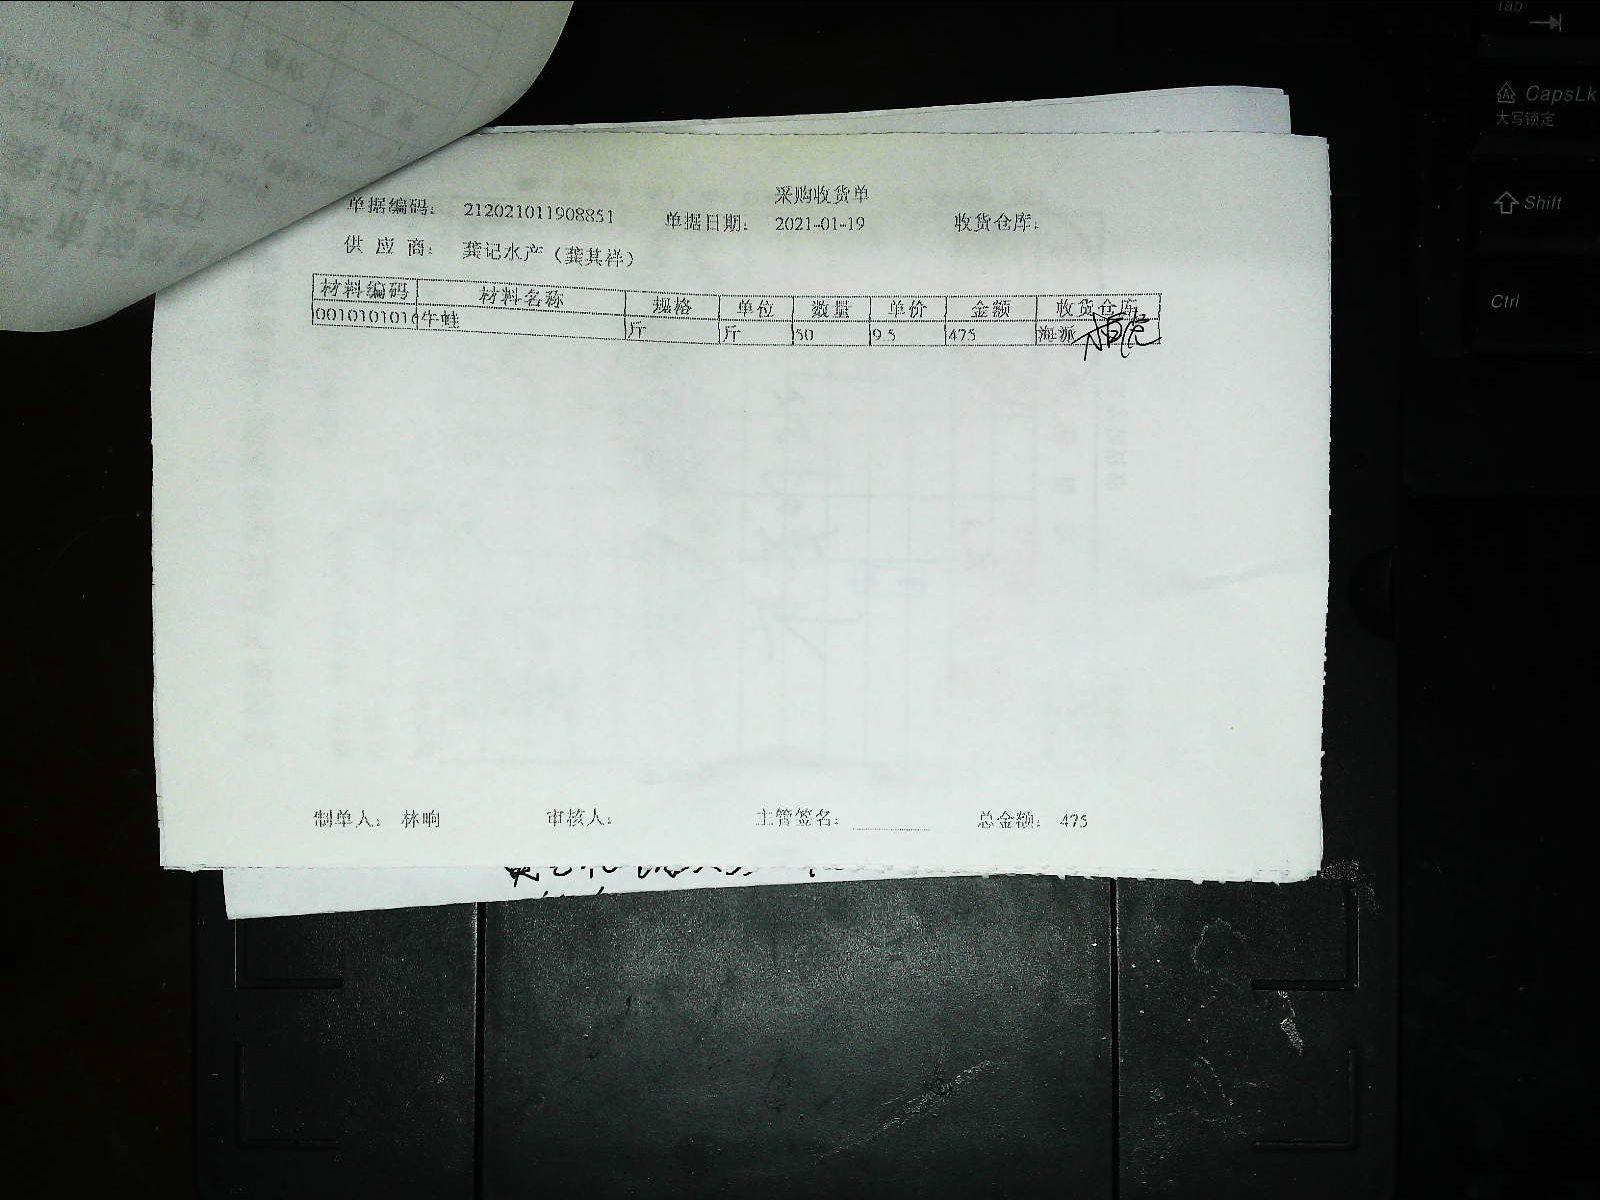 采购收货单
单据编码： 212021011908851 单据日期： 2021-01-19 收货仓库：
供 应 商： 龚记水产（龚其祥）
材料编码 材料名称 规格 单位 数量 单价 金额 收货仓库
0010101010 牛蛙 斤 斤 50 9.5 475 海派
制单人： 林晌 审核人： 主管签名： 总金额： 475
Tab
CapsLk
大写锁定
Shift
Ctrl